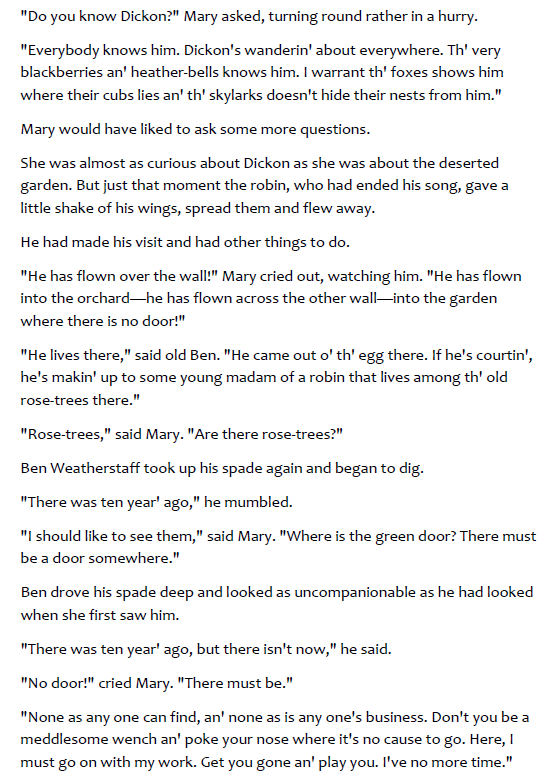 "Do you know Dickon?" Mary asked, turning round rather in a hurry.
"Everybody knows him. Dickon's wanderin' about everywhere. Th' very
blackberries an' heather-bells knows him. I warrant th' foxes shows him
where their cubs lies an' th' skylarks doesn't hide their nests from him."
Mary would have liked to ask some more questions.
She was almost as curious about Dickon as she was about the deserted
garden. But just that moment the robin, who had ended his song, gave a
little shake of his wings, spread them and flew away.
He had made his visit and had other things to do.
"He has flown over the wall!" Mary cried out, watching him. "He has flown
into the orchard—he has flown across the other wall—into the garden
where there is no door!"
"He lives there," said old Ben. "He came out o' th' egg there. If he's courtin',
he's makin' up to some young madam of a robin that lives among th' old
rose-trees there."
"Rose-trees," said Mary. "Are there rose-trees?"
Ben Weatherstaff took up his spade again and began to dig.
"There was ten year' ago," he mumbled.
"I should like to see them," said Mary. "Where is the green door? There must
be a door somewhere."
Ben drove his spade deep and looked as uncompanionable as he had looked
when she first saw him.
"There was ten year' ago, but there isn't now," he said.
"No door!" cried Mary. "There must be."
"None as any one can find, an' none as is any one's business. Don't you be a
meddlesome wench an' poke your nose where it's no cause to go. Here, I
must go on with my work. Get you gone an' play you. I've no more time."